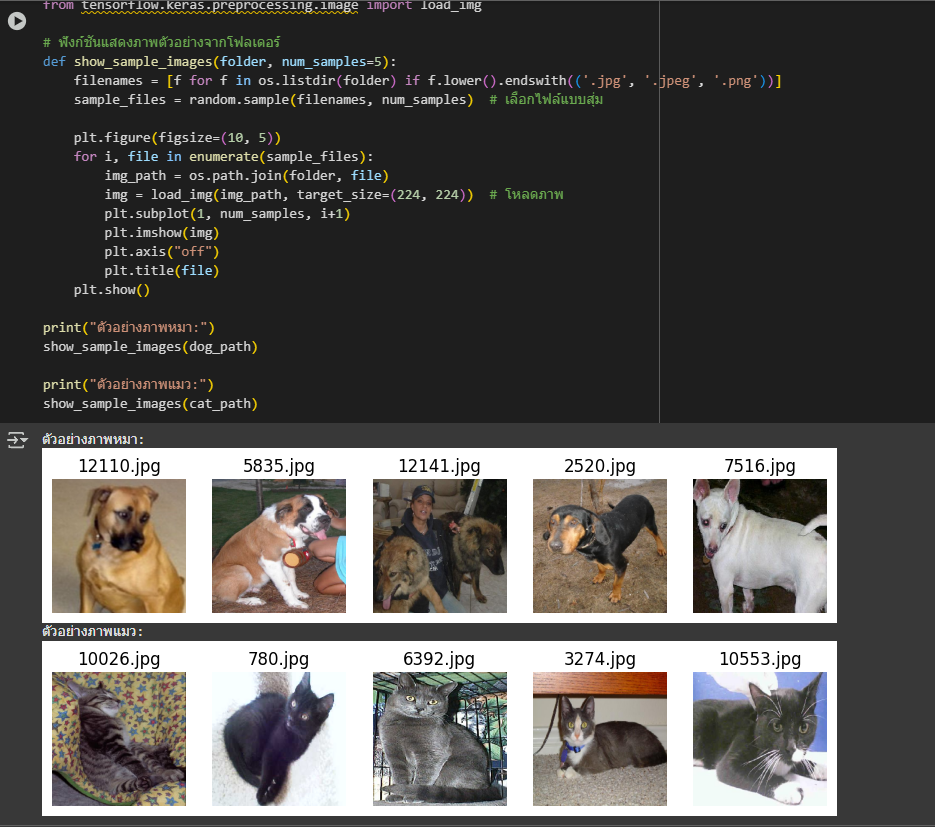 from tensorflow.keras.preprocessing.image import load_img
# ฟังก์ชันแสดงภาพตัวอย่างจากโฟลเดอร์
def show_sample_images(folder, num_samples=5):
    filenames = [f for f in os.listdir(folder) if f.lower().endswith(('.jpg', '.jpeg', '.png'))]
    sample_files = random.sample(filenames, num_samples)  # เลือกไฟล์แบบสุ่ม
    plt.figure(figsize=(10, 5))
    for i, file in enumerate(sample_files):
        img_path = os.path.join(folder, file)
        img = load_img(img_path, target_size=(224, 224))  # โหลดภาพ
        plt.subplot(1, num_samples, i+1)
        plt.imshow(img)
        plt.axis("off")
        plt.title(file)
    plt.show()
print("ตัวอย่างภาพหมา:")
show_sample_images(dog_path)
print("ตัวอย่างภาพแมว:")
show_sample_images(cat_path)
ตัวอย่างภาพหมา:
12110.jpg 5835.jpg 12141.jpg 2520.jpg 7516.jpg
ตัวอย่างภาพแมว:
10026.jpg 780.jpg 6392.jpg 3274.jpg 10553.jpg